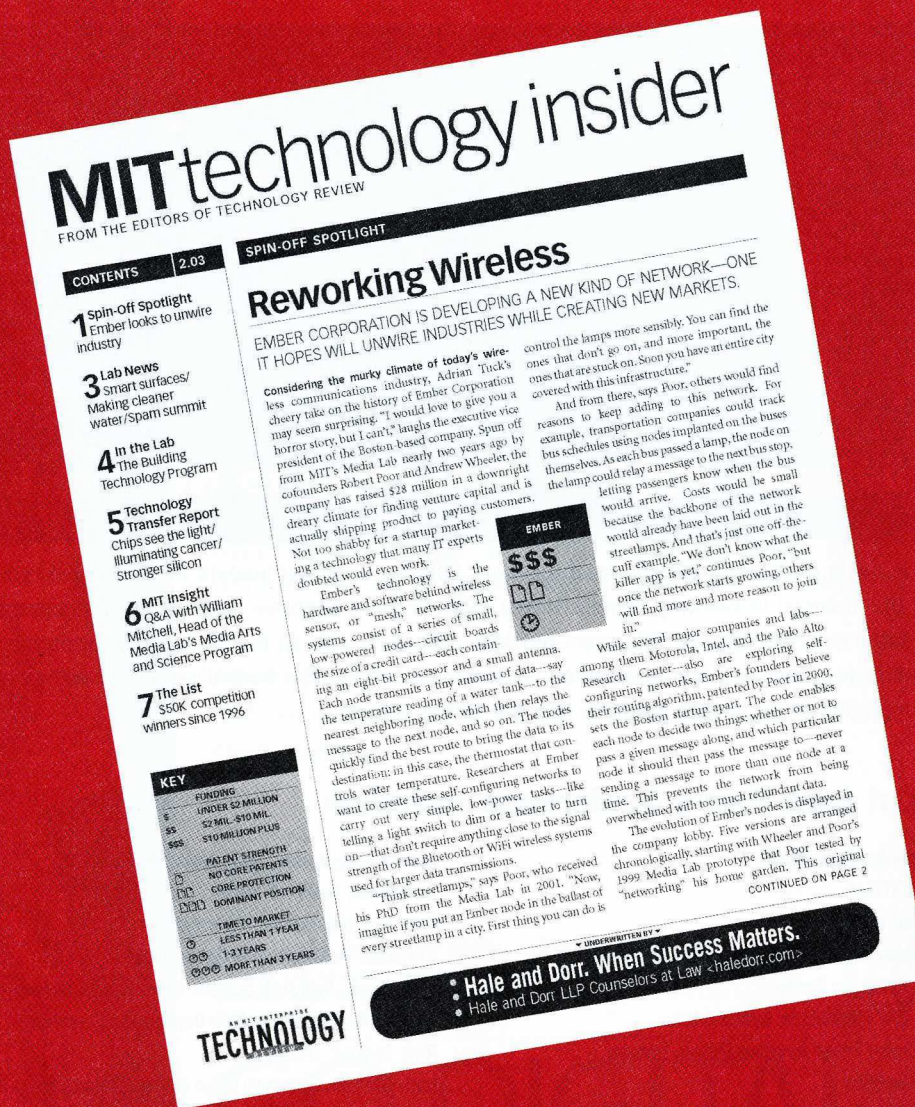 MIT technology insider
FROM THE EDITORS OF TECHNOLOGY REVIEW
CONTENTS 2.03
1 Spin-Off Spotlight
Ember looks to unwire
industry
3 Lab News
Smart surfaces/
Making cleaner
water/Spam summit
4 In the Lab
The Building
Technology Program
5 Technology
Transfer Report
Chips see the light/
Illuminating cancer/
Stronger silicon
6 MIT Insight
Q&A with William
Mitchell, Head of the
Media Lab's Media Arts
and Science Program
7 The List
$50K competition
winners since 1996
KEY
FUNDING
$ UNDER $2 MILLION
$$ $2 MIL-$10 MIL
$$$ $10 MILLION PLUS
PATENT STRENGTH
NO CORE PATENTS
CORE PROTECTION
DOMINANT POSITION
TIME TO MARKET
LESS THAN 1 YEAR
1-3 YEARS
MORE THAN 3 YEARS
AN MIT ENTERPRISE
TECHNOLOGY
REVIEW
SPIN-OFF SPOTLIGHT
Reworking Wireless
EMBER CORPORATION IS DEVELOPING A NEW KIND OF NETWORK—ONE
IT HOPES WILL UNWIRE INDUSTRIES WHILE CREATING NEW MARKETS.
Considering the murky climate of today's wire-
less communications industry, Adrian Tuck's
cheery take on the history of Ember Corporation
may seem surprising. "I would love to give you a
horror story, but I can't," laughs the executive vice
president of the Boston-based company. Spun off
from MIT's Media Lab nearly two years ago by
cofounders Robert Poor and Andrew Wheeler, the
company has raised $28 million in a downright
dreary climate for finding venture capital and is
actually shipping product to paying customers.
Not too shabby for a startup market-
ing a technology that many IT experts
doubted would even work.
Ember's technology is the
hardware and software behind wireless
sensor, or "mesh," networks. The
systems consist of a series of small,
low-powered nodes—circuit boards
the size of a credit card—each contain-
ing an eight-bit processor and a small antenna.
Each node transmits a tiny amount of data—say
the temperature reading of a water tank—to the
nearest neighboring node, which then relays the
message to the next node, and so on. The nodes
quickly find the best route to bring the data to its
destination: in this case, the thermostat that con-
trols water temperature. Researchers at Ember
want to create these self-configuring networks to
carry out very simple, low-power tasks—like
telling a light switch to dim or a heater to turn
on—that don't require anything close to the signal
strength of the Bluetooth or WiFi wireless systems
used for larger data transmissions.
"Think streetlamps," says Poor, who received
his PhD from the Media Lab in 2001. "Now,
imagine if you put an Ember node in the ballast of
every streetlamp in a city. First thing you can do is
control the lamps more sensibly. You can find the
ones that don't go on, and more important, the
ones that are stuck on. Soon you have an entire city
covered with this infrastructure."
And from there, says Poor, others would find
reasons to keep adding to this network. For
example, transportation companies could track
bus schedules using nodes implanted on the buses
themselves. As each bus passed a lamp, the node on
the lamp could relay a message to the next bus stop,
letting passengers know when the bus
would arrive. Costs would be small
because the backbone of the network
would already have been laid out in the
streetlamps. And that's just one off-the-
cuff example. "We don't know what the
killer app is yet," continues Poor, "but
once the network starts growing, others
will find more and more reason to join
in."
While several major companies and labs—
among them Motorola, Intel, and the Palo Alto
Research Center—also are exploring self-
configuring networks, Ember's founders believe
their routing algorithm, patented by Poor in 2000,
sets the Boston startup apart. The code enables
each node to decide two things: whether or not to
pass a given message along, and which particular
node it should then pass the message to—never
sending a message to more than one node at a
time. This prevents the network from being
overwhelmed with too much redundant data.
The evolution of Ember's nodes is displayed in
the company lobby. Five versions are arranged
chronologically, starting with Wheeler and Poor's
1999 Media Lab prototype that Poor tested by
"networking" his home garden. This original
CONTINUED ON PAGE 2
EMBER
$$$
UNDERWRITTEN BY
Hale and Dorr. When Success Matters.
Hale and Dorr LLP Counselors at Law <haledorr.com>